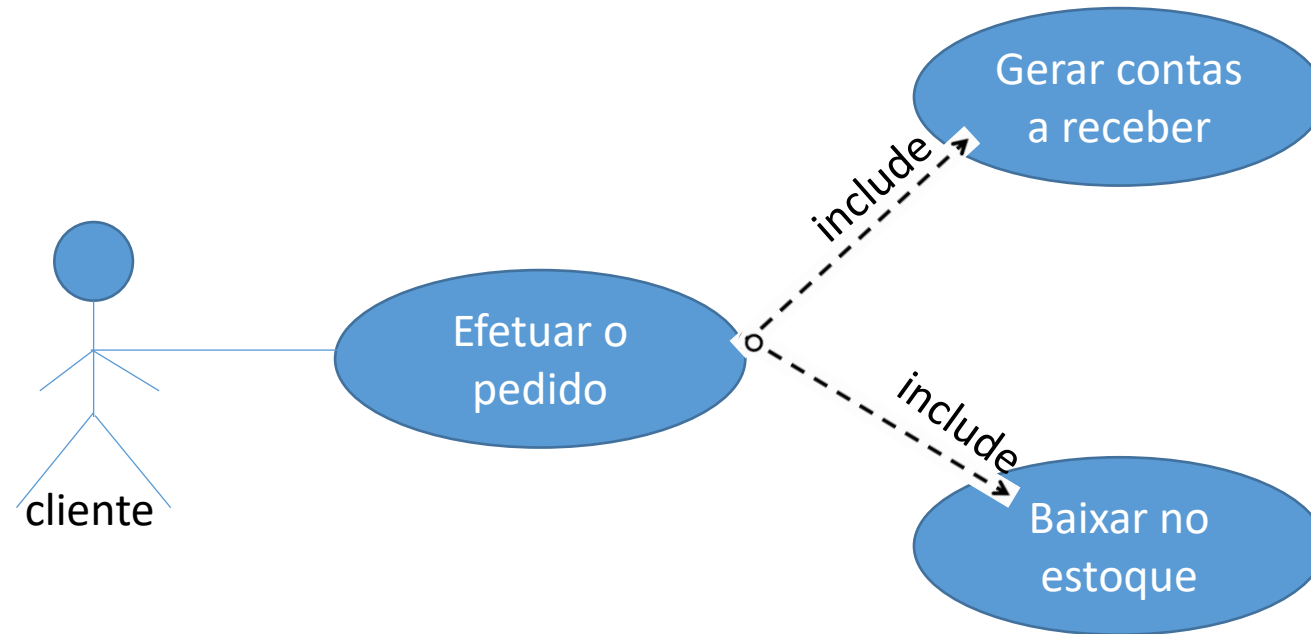 Gerar contas
a receber
include
Efetuar o
pedido
include
cliente
Baixar no
estoque